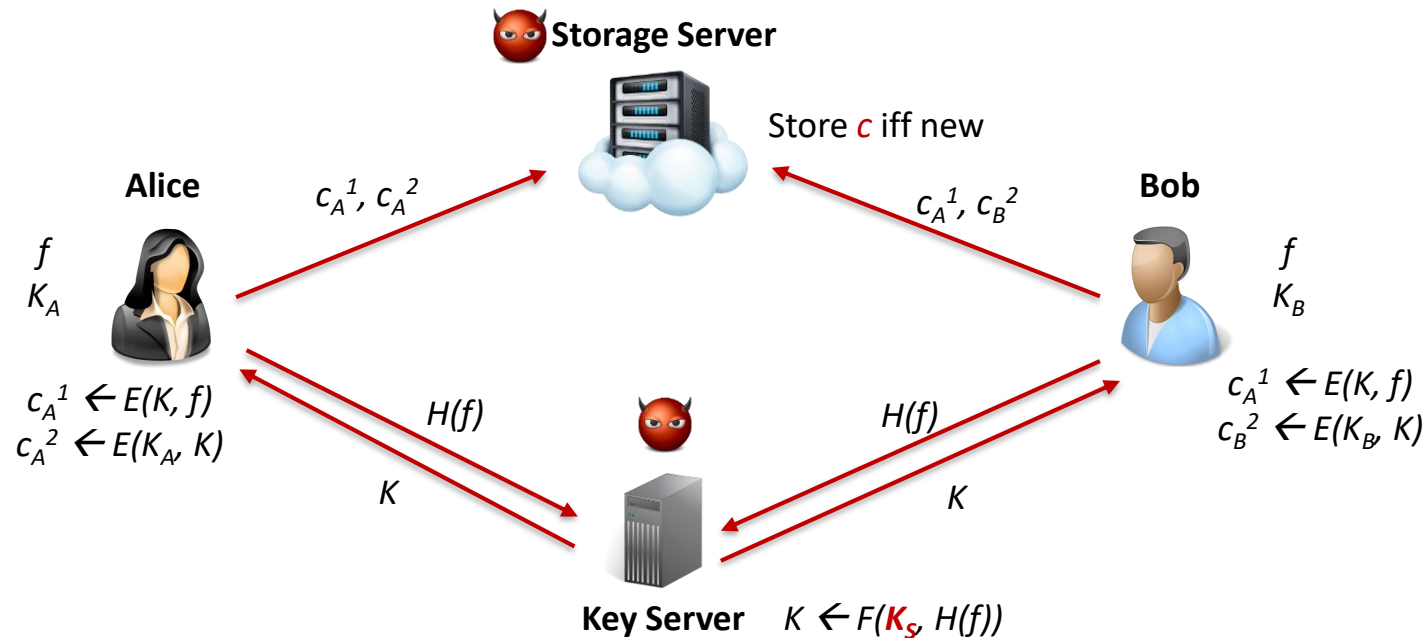 Storage Server
Store c iff new
Alice
Bob
c_A^1, c_A^2
c_A^1, c_B^2
f
K_A
f
K_B
c_A^1 ← E(K, f)
c_A^2 ← E(K_A, K)
H(f)
K
H(f)
K
c_A^1 ← E(K, f)
c_B^2 ← E(K_B, K)
Key Server
K ← F(K_S, H(f))